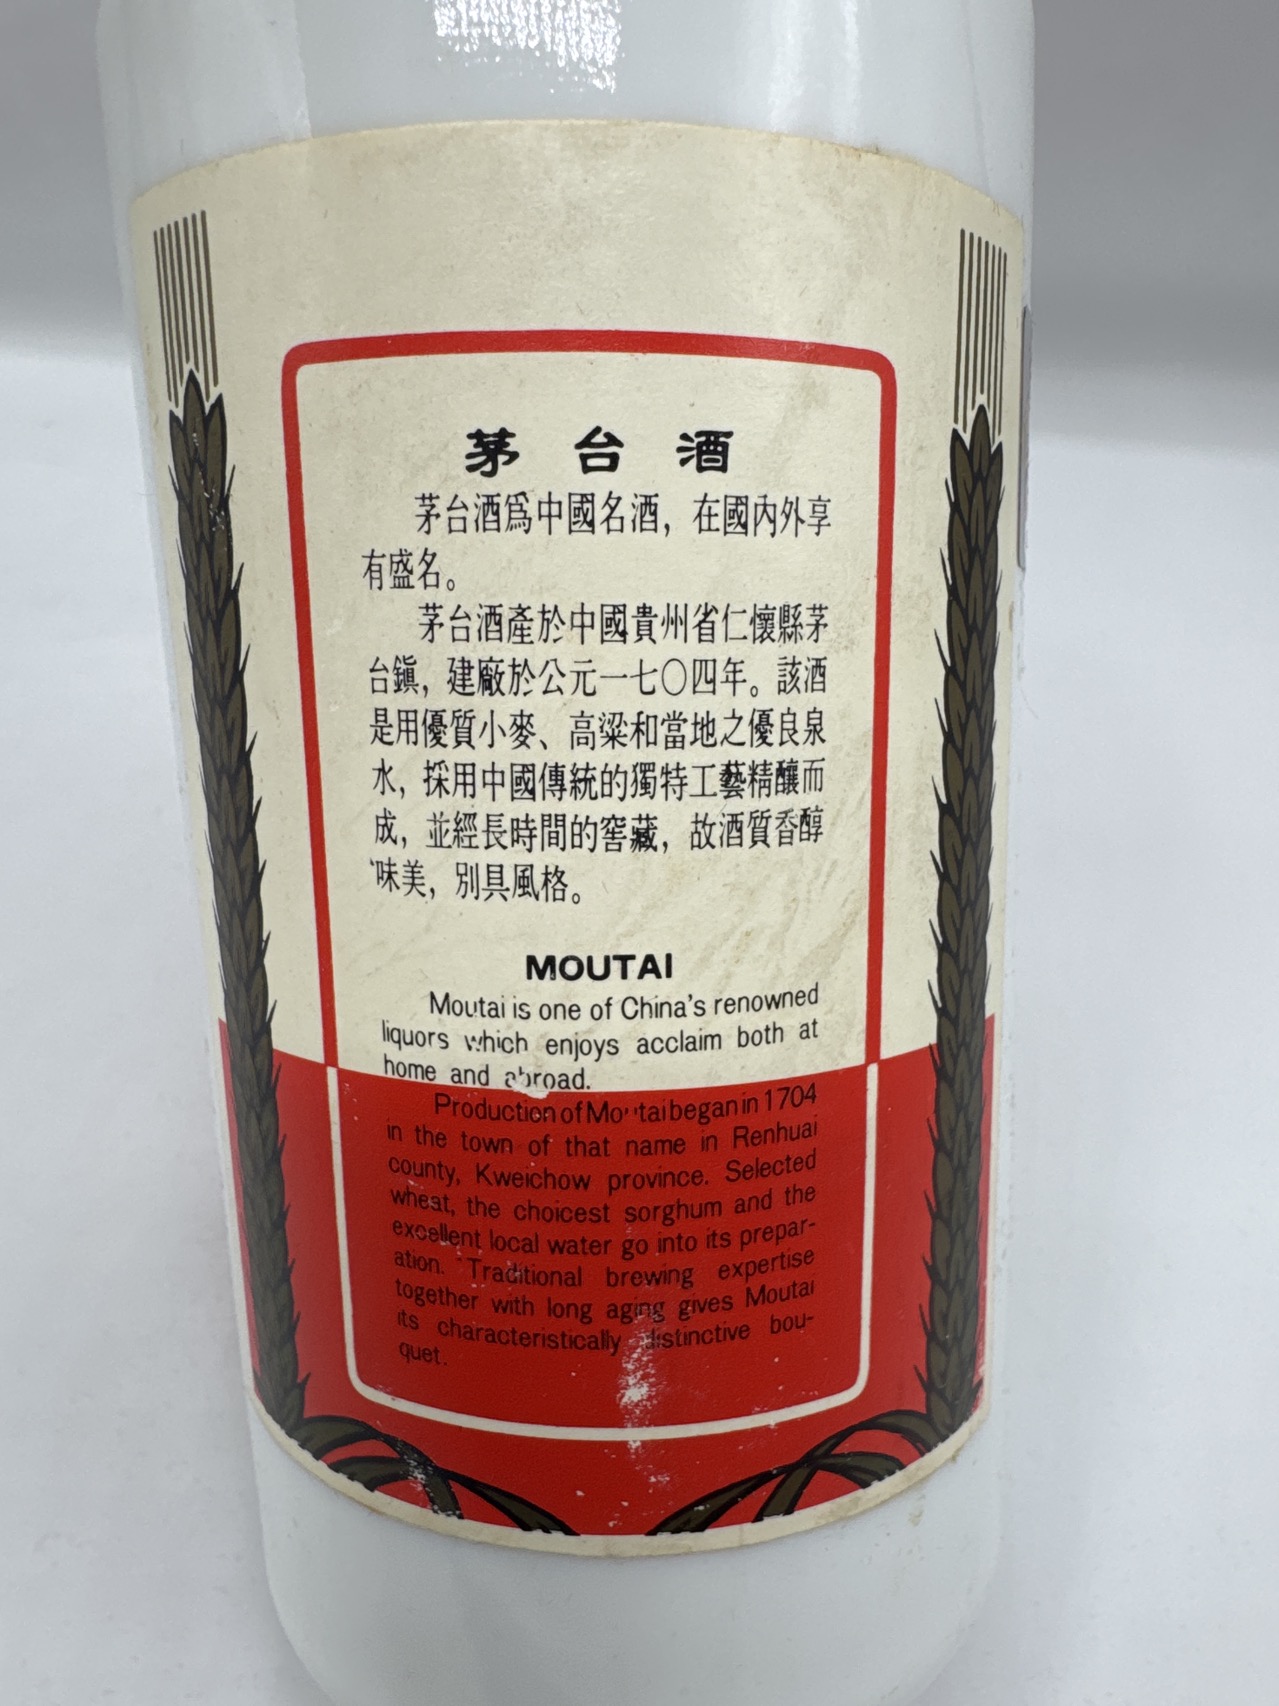 茅台酒
茅台酒爲中國名酒，在國內外享
有盛名。
茅台酒產於中國貴州省仁懷縣茅
台鎭，建廠於公元一七〇四年。該酒
是用優質小麥、高粱和當地之優良泉
水，採用中國傳統的獨特工藝精釀而
成，並經長時間的窖藏，故酒質香醇
味美，別具風格。
MOUTAI
Moutai is one of China's renowned
liquors which enjoys acclaim both at
home and abroad.
Production of Moutai began in 1704
in the town of that name in Renhuai
county, Kweichow province. Selected
wheat, the choicest sorghum and the
excellent local water go into its prepar-
ation. Traditional brewing expertise
together with long aging gives Moutai
its characteristically distinctive bou-
quet.